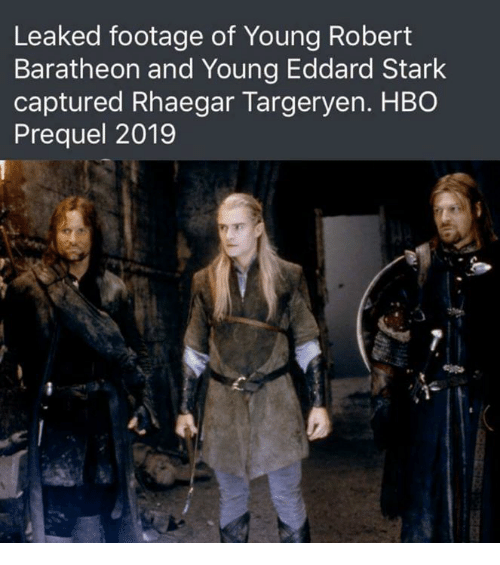 Leaked footage of Young Robert
Baratheon and Young Eddard Stark
captured Rhaegar Targeryen. HBO
Prequel 2019